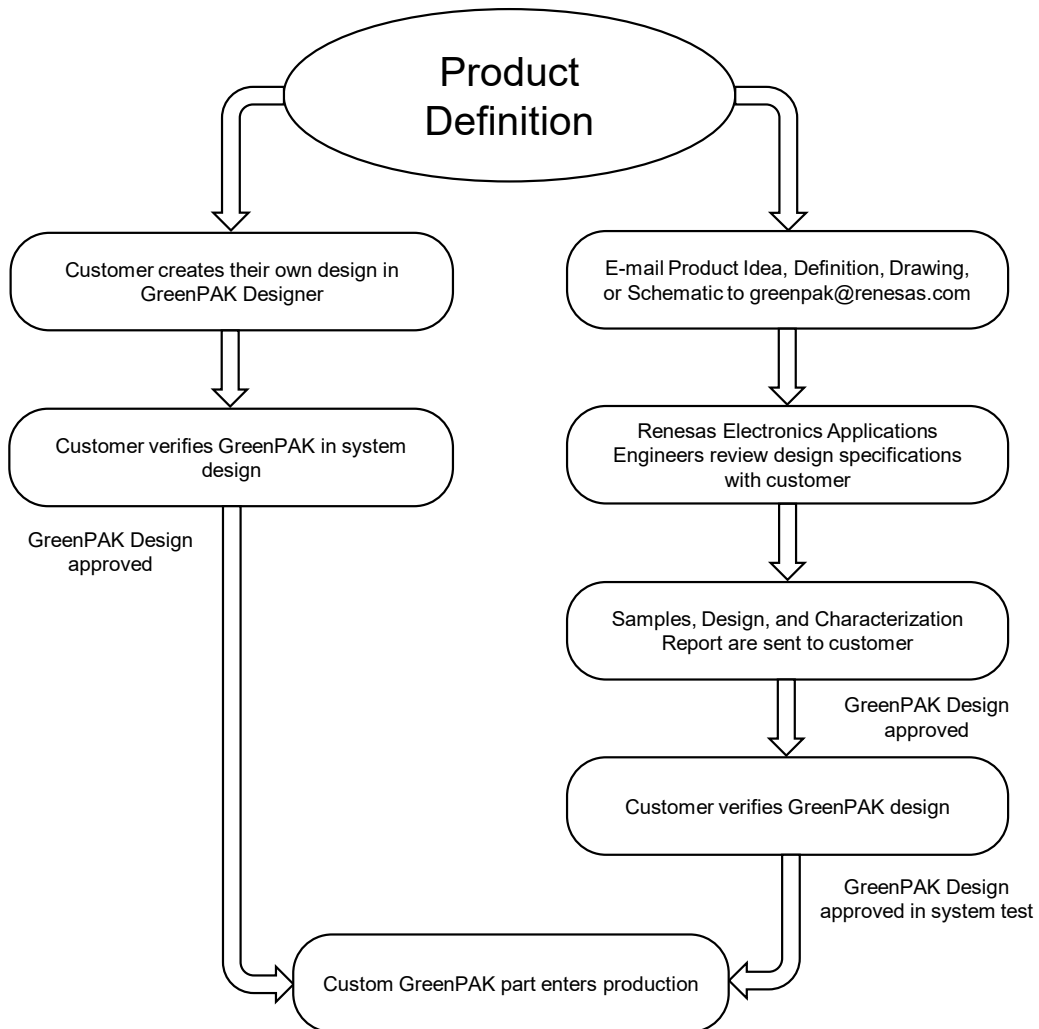 Product
Definition
Customer creates their own design in
GreenPAK Designer
Customer verifies GreenPAK in system
design
GreenPAK Design
approved
E-mail Product Idea, Definition, Drawing,
or Schematic to greenpak@renesas.com
Renesas Electronics Applications
Engineers review design specifications
with customer
Samples, Design, and Characterization
Report are sent to customer
GreenPAK Design
approved
Customer verifies GreenPAK design
GreenPAK Design
approved in system test
Custom GreenPAK part enters production